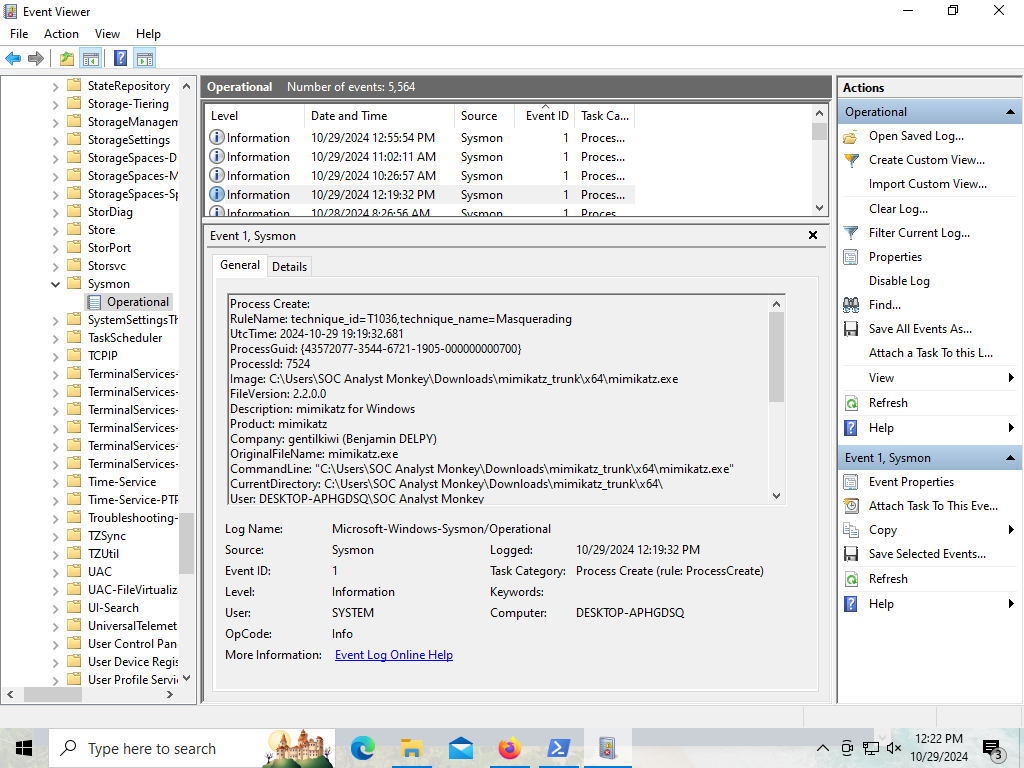 Event Viewer
File Action View Help
StateRepository
Storage-Tiering
StorageManagem
StorageSettings
StorageSpaces-D
StorageSpaces-M
StorageSpaces-Sp
StorDiag
Store
StorPort
Storsvc
Sysmon
Operational
SystemSettingsTh
TaskScheduler
TCPIP
TerminalServices-
TerminalServices-
TerminalServices-
TerminalServices-
TerminalServices-
TerminalServices-
Time-Service
Time-Service-PTP
Troubleshooting-
TZSync
TZUtil
UAC
UAC-FileVirtualiz
UI-Search
UniversalTelemet
User Control Pan
User Device Regis
User Profile Servic
Operational Number of events: 5,564
Level Date and Time Source Event ID Task Ca...
Information 10/29/2024 12:55:54 PM Sysmon 1 Proces...
Information 10/29/2024 11:02:11 AM Sysmon 1 Proces...
Information 10/29/2024 10:26:57 AM Sysmon 1 Proces...
Information 10/29/2024 12:19:32 PM Sysmon 1 Proces...
Information 10/28/2024 8:26:56 AM Sysmon 1 Proces...
Event 1, Sysmon
General Details
Process Create:
RuleName: technique_id=T1036,technique_name=Masquerading
UtcTime: 2024-10-29 19:19:32.681
ProcessGuid: {43572077-3544-6721-1905-000000000700}
ProcessId: 7524
Image: C:\Users\SOC Analyst Monkey\Downloads\mimikatz_trunk\x64\mimikatz.exe
FileVersion: 2.2.0.0
Description: mimikatz for Windows
Product: mimikatz
Company: gentilkiwi (Benjamin DELPY)
OriginalFileName: mimikatz.exe
CommandLine: "C:\Users\SOC Analyst Monkey\Downloads\mimikatz_trunk\x64\mimikatz.exe"
CurrentDirectory: C:\Users\SOC Analyst Monkey\Downloads\mimikatz_trunk\x64\
User: DESKTOP-APHGDSQ\SOC Analyst Monkey
Log Name: Microsoft-Windows-Sysmon/Operational
Source: Sysmon Logged: 10/29/2024 12:19:32 PM
Event ID: 1 Task Category: Process Create (rule: ProcessCreate)
Level: Information Keywords:
User: SYSTEM Computer: DESKTOP-APHGDSQ
OpCode: Info
More Information: Event Log Online Help
Actions
Operational
Open Saved Log...
Create Custom View...
Import Custom View...
Clear Log...
Filter Current Log...
Properties
Disable Log
Find...
Save All Events As...
Attach a Task To this L...
View
Refresh
Help
Event 1, Sysmon
Event Properties
Attach Task To This Eve...
Copy
Save Selected Events...
Refresh
Help
Type here to search
12:22 PM
10/29/2024
3